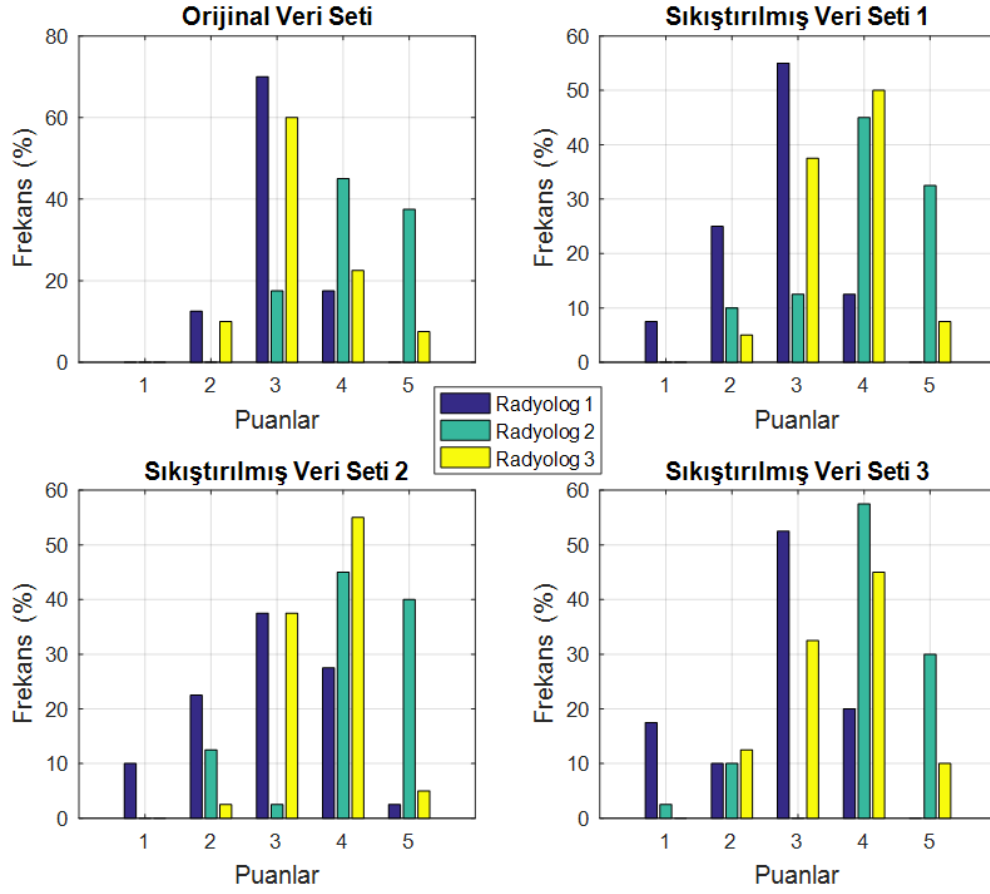 Orijinal Veri Seti
80
60
40
20
0
Frekans (%)
1 2 3 4 5
Puanlar
Sıkıştırılmış Veri Seti 1
60
50
40
30
20
10
0
Frekans (%)
1 2 3 4 5
Puanlar
Radyolog 1
Radyolog 2
Radyolog 3
Sıkıştırılmış Veri Seti 2
60
50
40
30
20
10
0
Frekans (%)
1 2 3 4 5
Puanlar
Sıkıştırılmış Veri Seti 3
60
50
40
30
20
10
0
Frekans (%)
1 2 3 4 5
Puanlar